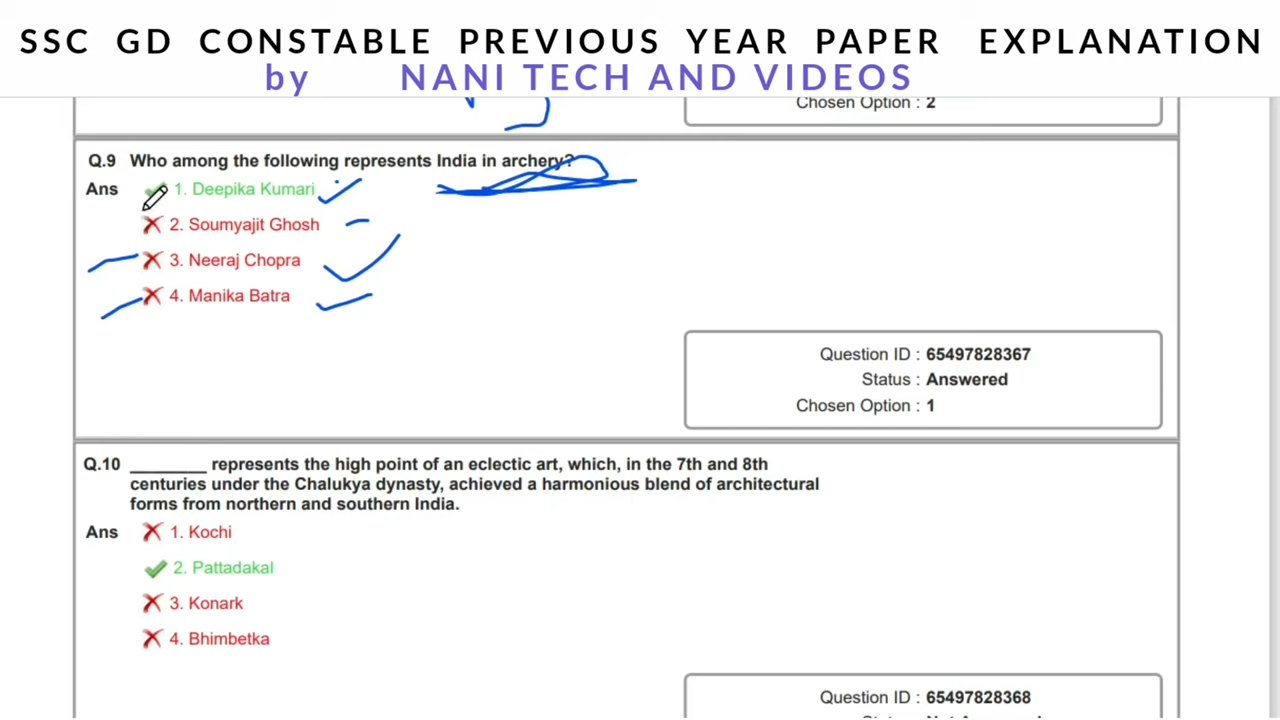 SSC GD CONSTABLE PREVIOUS YEAR PAPER EXPLANATION
by NANI TECH AND VIDEOS
Chosen Option : 2
Q.9 Who among the following represents India in archery?
Ans 1. Deepika Kumari
2. Soumyajit Ghosh
3. Neeraj Chopra
4. Manika Batra
Question ID : 65497828367
Status : Answered
Chosen Option : 1
Q.10 ________ represents the high point of an eclectic art, which, in the 7th and 8th
centuries under the Chalukya dynasty, achieved a harmonious blend of architectural
forms from northern and southern India.
Ans 1. Kochi
2. Pattadakal
3. Konark
4. Bhimbetka
Question ID : 65497828368